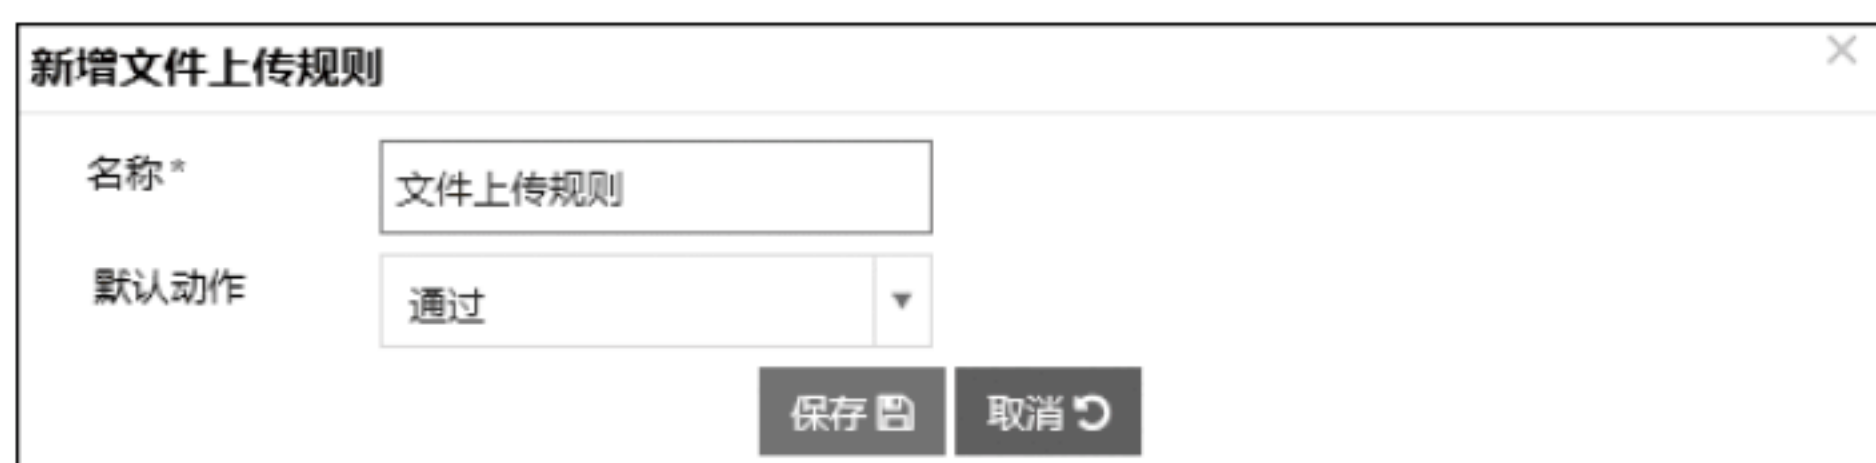 新增文件上传规则
名称*
文件上传规则
默认动作
通过
保存 取消